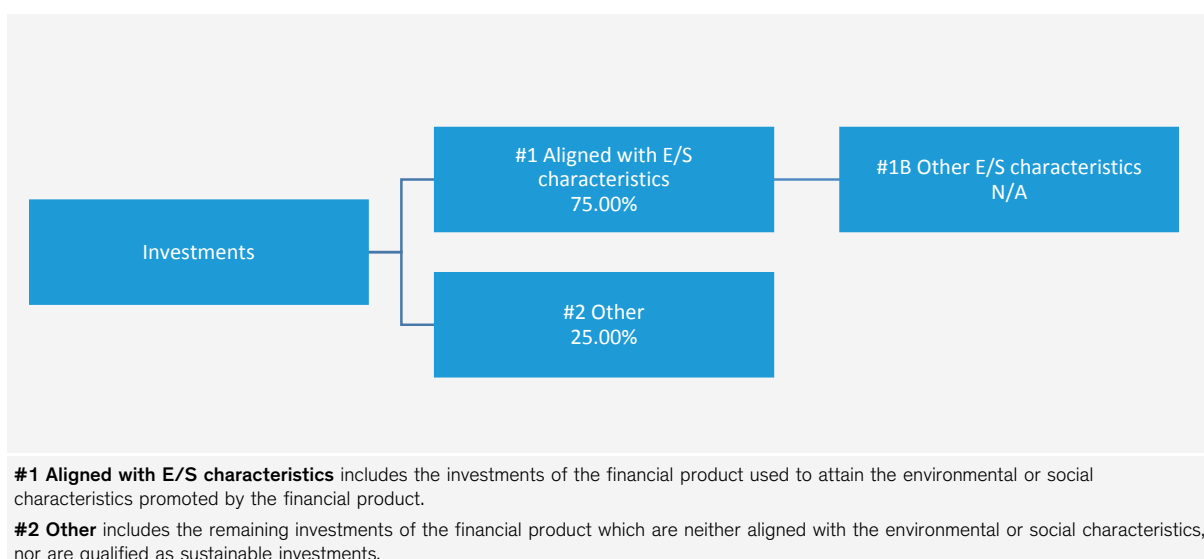 #1 Aligned with E/S
characteristics
75.00%
#1B Other E/S characteristics
N/A
Investments
#2 Other
25.00%
#1 Aligned with E/S characteristics includes the investments of the financial product used to attain the environmental or social
characteristics promoted by the financial product.
#2 Other includes the remaining investments of the financial product which are neither aligned with the environmental or social characteristics,
nor are qualified as sustainable investments.